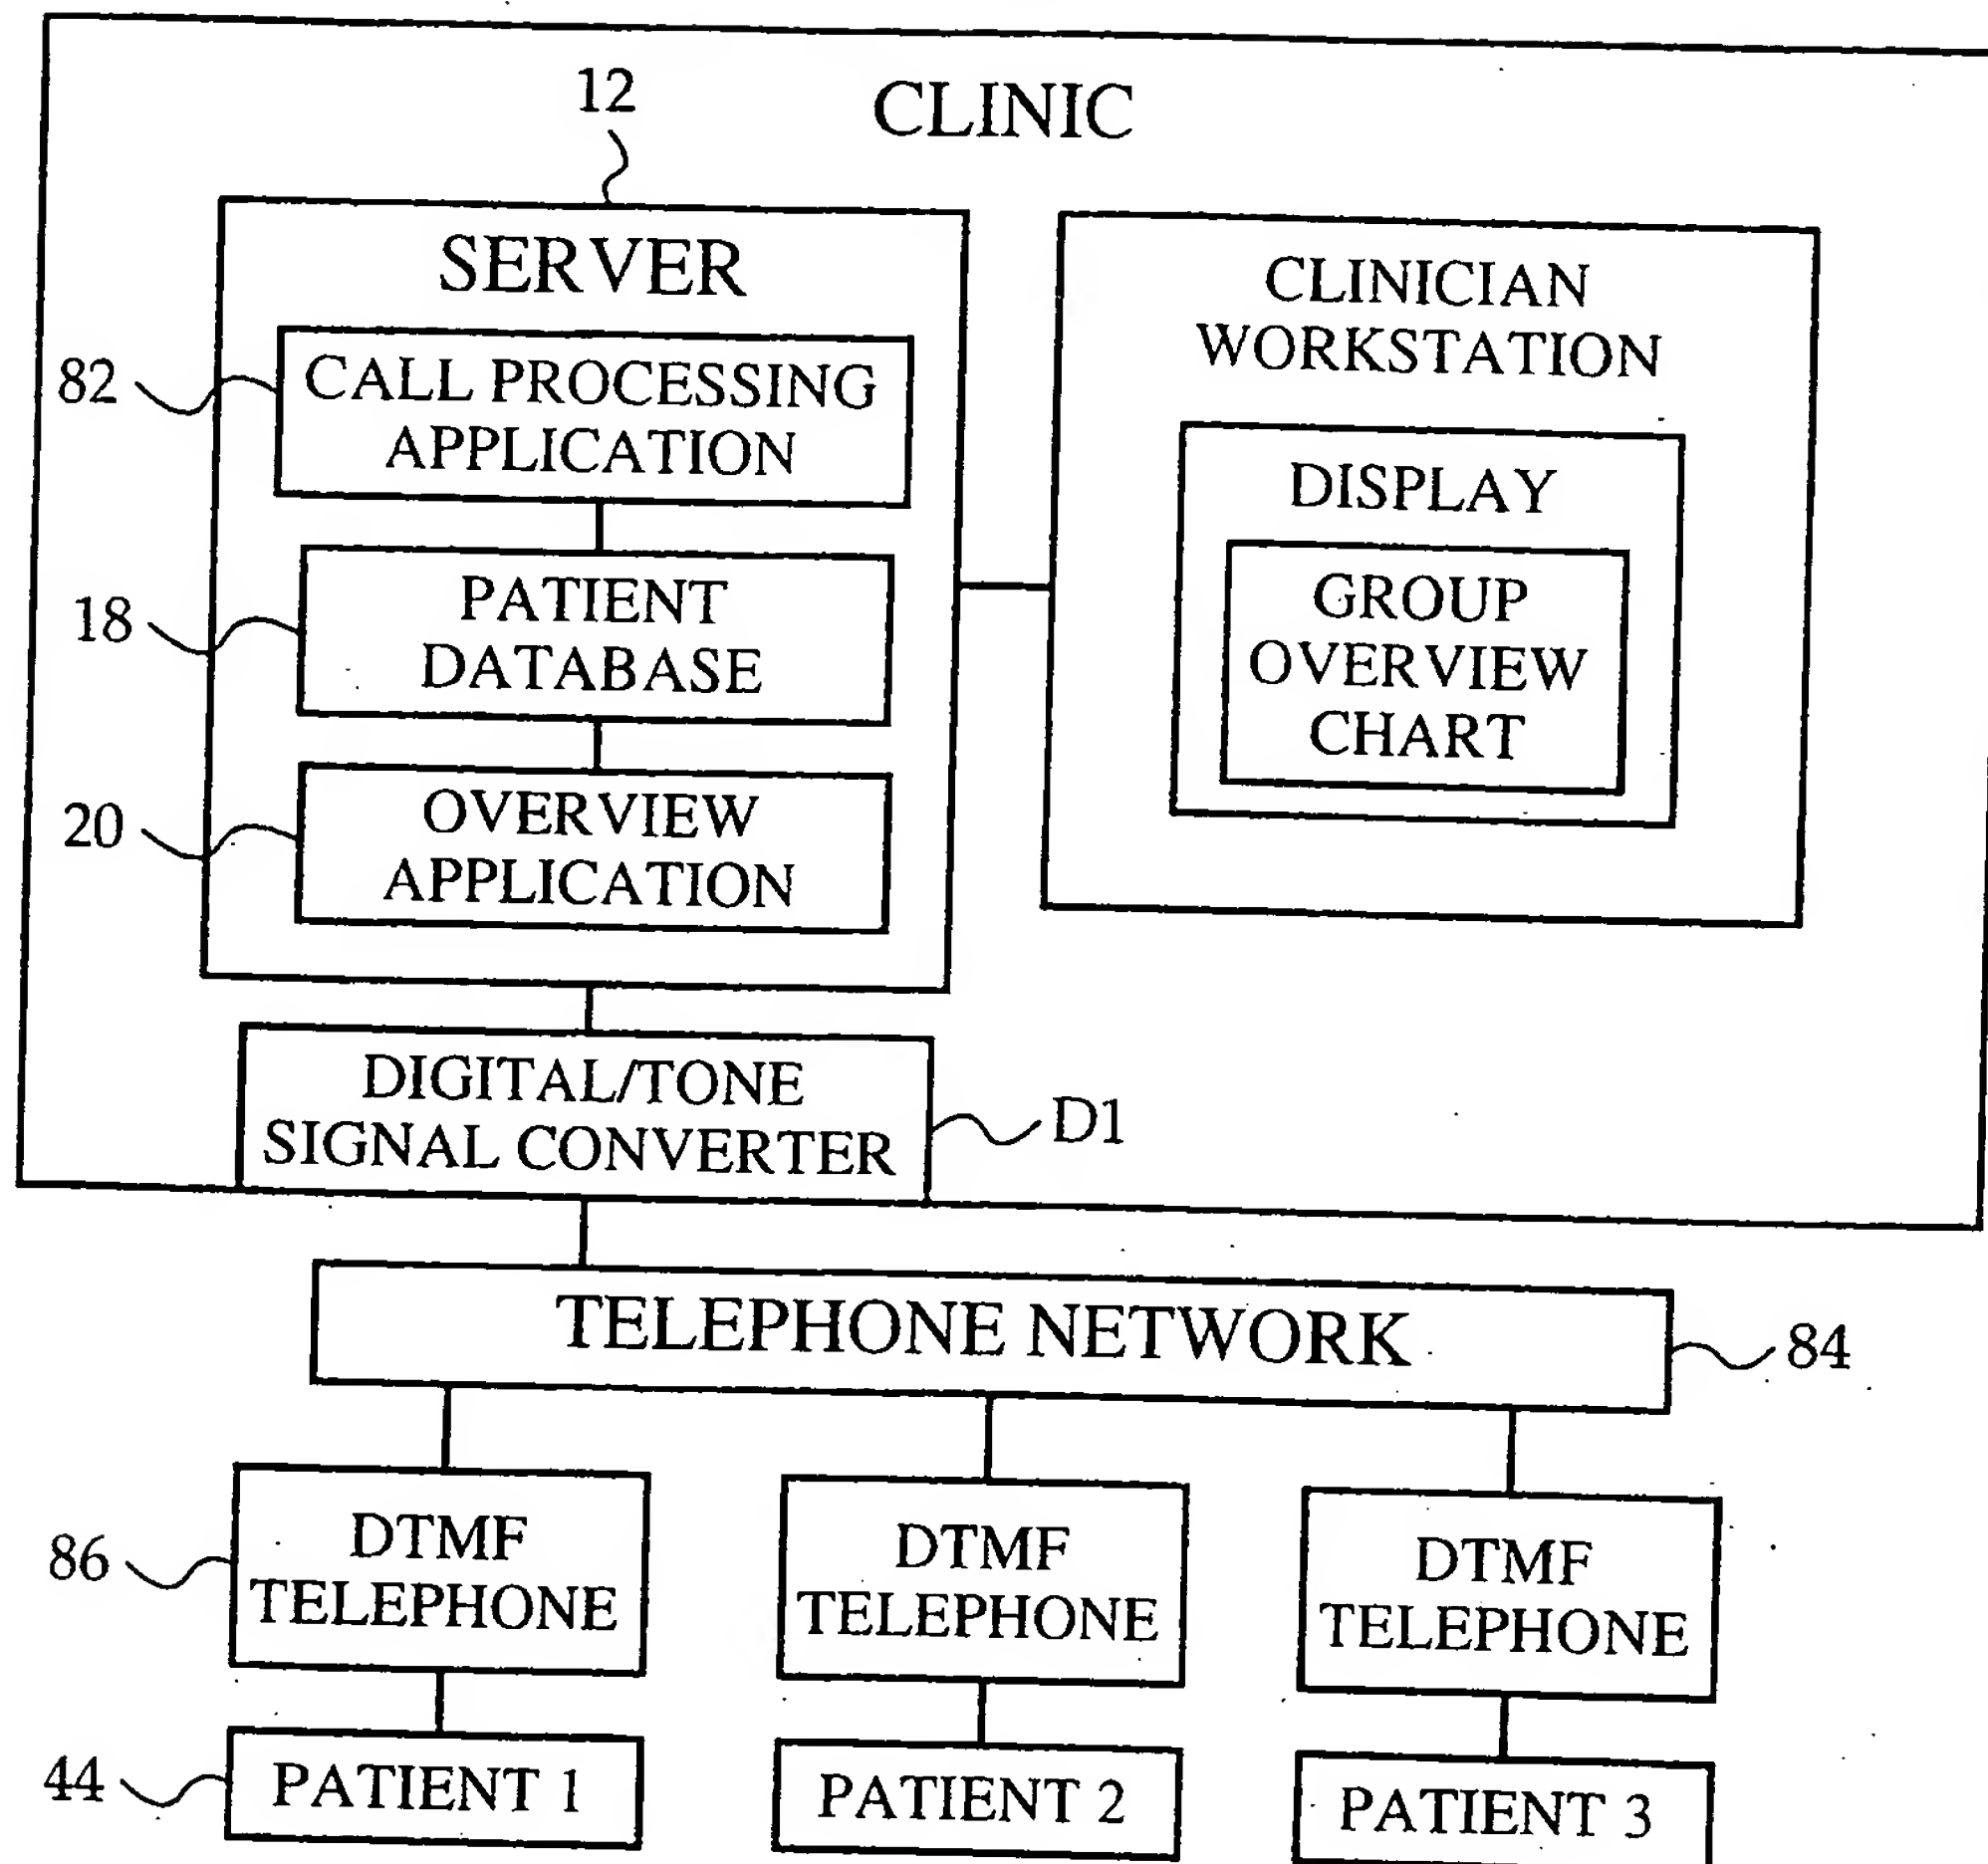 CLINIC
12
SERVER
82
CALL PROCESSING
APPLICATION
18
PATIENT
DATABASE
20
OVERVIEW
APPLICATION
CLINICIAN
WORKSTATION
DISPLAY
GROUP
OVERVIEW
CHART
DIGITAL/TONE
SIGNAL CONVERTER
D1
TELEPHONE NETWORK
84
86
DTMF
TELEPHONE
DTMF
TELEPHONE
DTMF
TELEPHONE
44
PATIENT 1
PATIENT 2
PATIENT 3